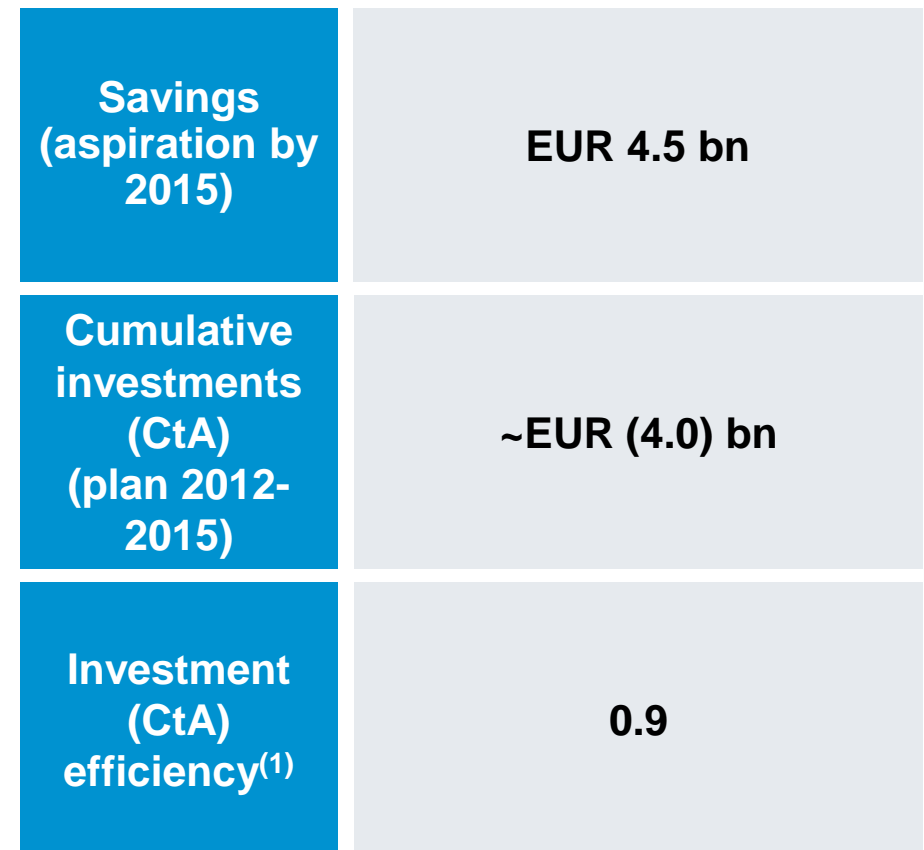 Savings
(aspiration by
2015)
EUR 4.5 bn
Cumulative
investments
(CtA)
(plan 2012-
2015)
~EUR (4.0) bn
Investment
(CtA)
efficiency(1)
0.9